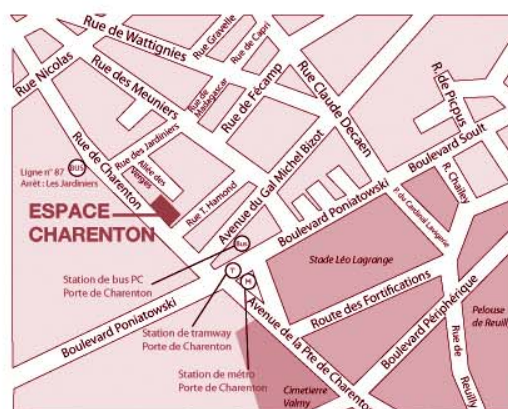 Rue de Wattignies
Rue Gravelle
Rue de Capri
Rue Nicolas
Rue des Meuniers
Rue de
Madagascar
Rue de Fécamp
Rue Claude Decaen
R. de Picpus
Boulevard Soult
Rue de Charenton
Rue des Jardiniers
Allée des
Verges
Avenue du Gal Michel Bizot
R. Chailley
Ligne n° 87
Arrêt : Les Jardiniers
BUS
Rue T. Hamond
Boulevard Poniatowski
P. du Cardinal Lavigerie
ESPACE
CHARENTON
Bus
Stade Léo Lagrange
Station de bus PC
Porte de Charenton
T
M
Route des Fortifications
Boulevard Périphérique
Pelouse
de Reuilly
Boulevard Poniatowski
Station de tramway
Porte de Charenton
Avenue de la Pte de Charenton
Rue de
Reuilly
Station de métro
Porte de Charenton
Cimetierre
Valmy